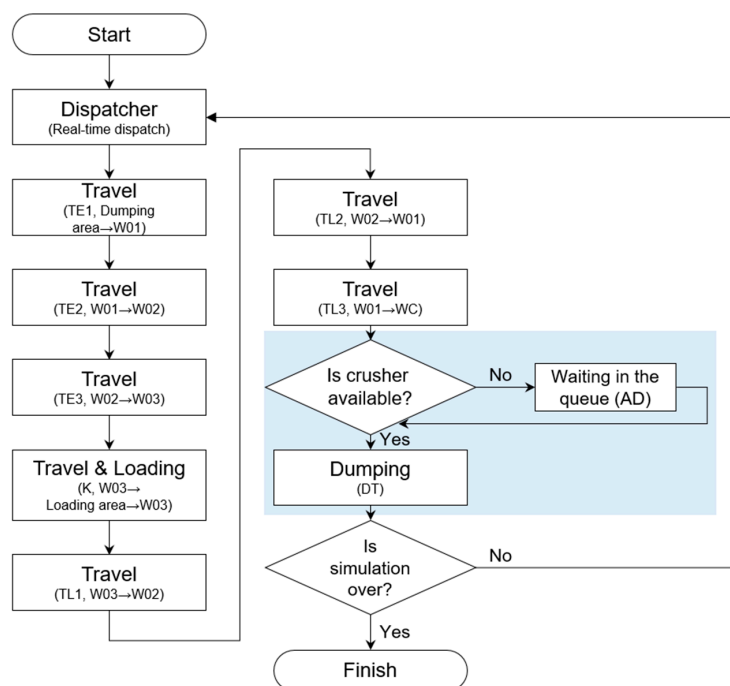 Start
Dispatcher
(Real-time dispatch)
Travel
(TE1, Dumping
area→W01)
Travel
(TE2, W01→W02)
Travel
(TE3, W02→W03)
Travel & Loading
(K, W03→
Loading area→W03)
Travel
(TL1, W03→W02)
Travel
(TL2, W02→W01)
Travel
(TL3, W01→WC)
Is crusher
available?
No
Waiting in the
queue (AD)
Yes
Dumping
(DT)
Is
simulation
over?
No
Yes
Finish